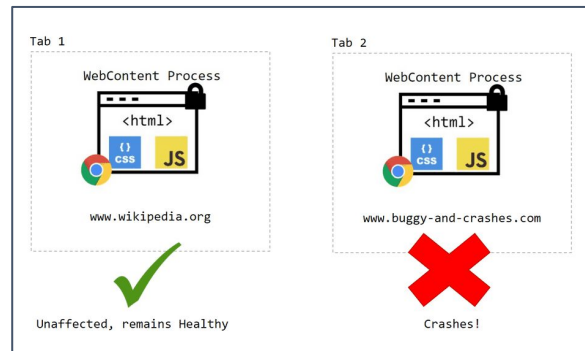 Tab 1
WebContent Process
<html>
{ }
CSS
JS
www.wikipedia.org
Unaffected, remains Healthy
Tab 2
WebContent Process
<html>
{ }
CSS
JS
www.buggy-and-crashes.com
Crashes!